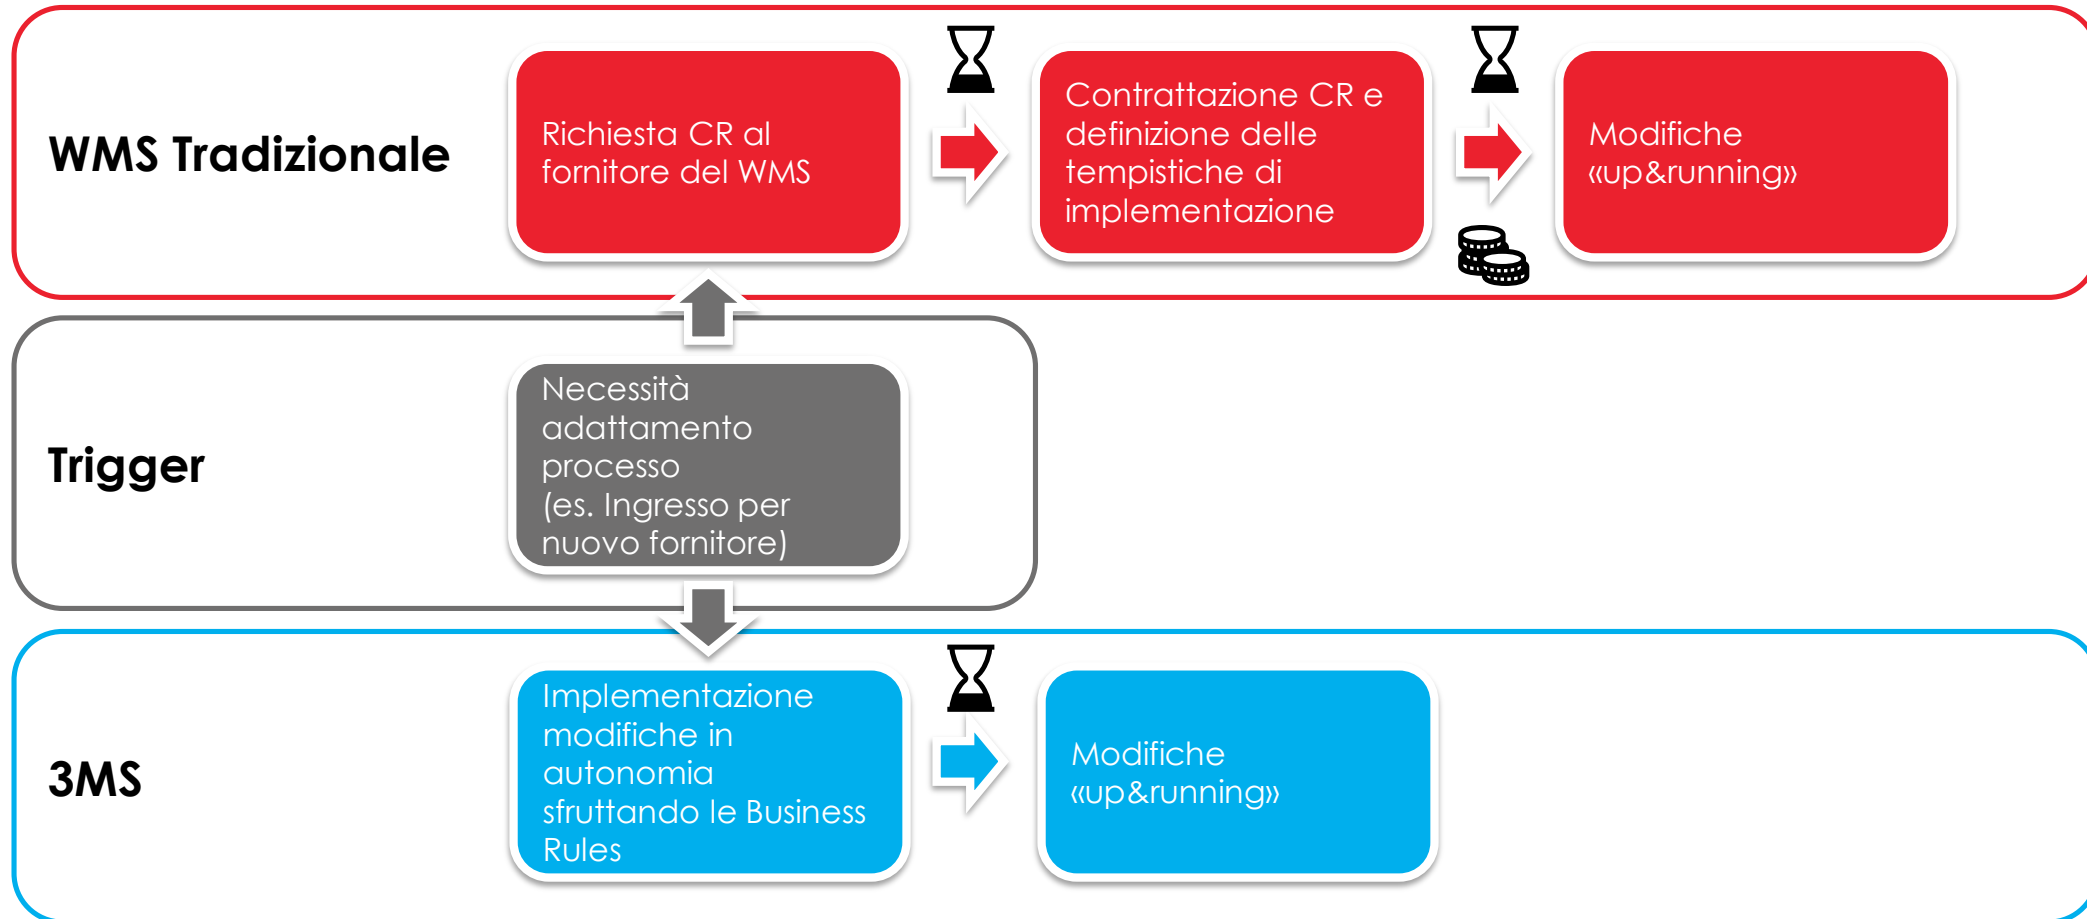 WMS Tradizionale
Richiesta CR al
fornitore del WMS
Contrattazione CR e
definizione delle
tempistiche di
implementazione
Modifiche
«up&running»
Trigger
Necessità
adattamento
processo
(es. Ingresso per
nuovo fornitore)
3MS
Implementazione
modifiche in
autonomia
sfruttando le Business
Rules
Modifiche
«up&running»